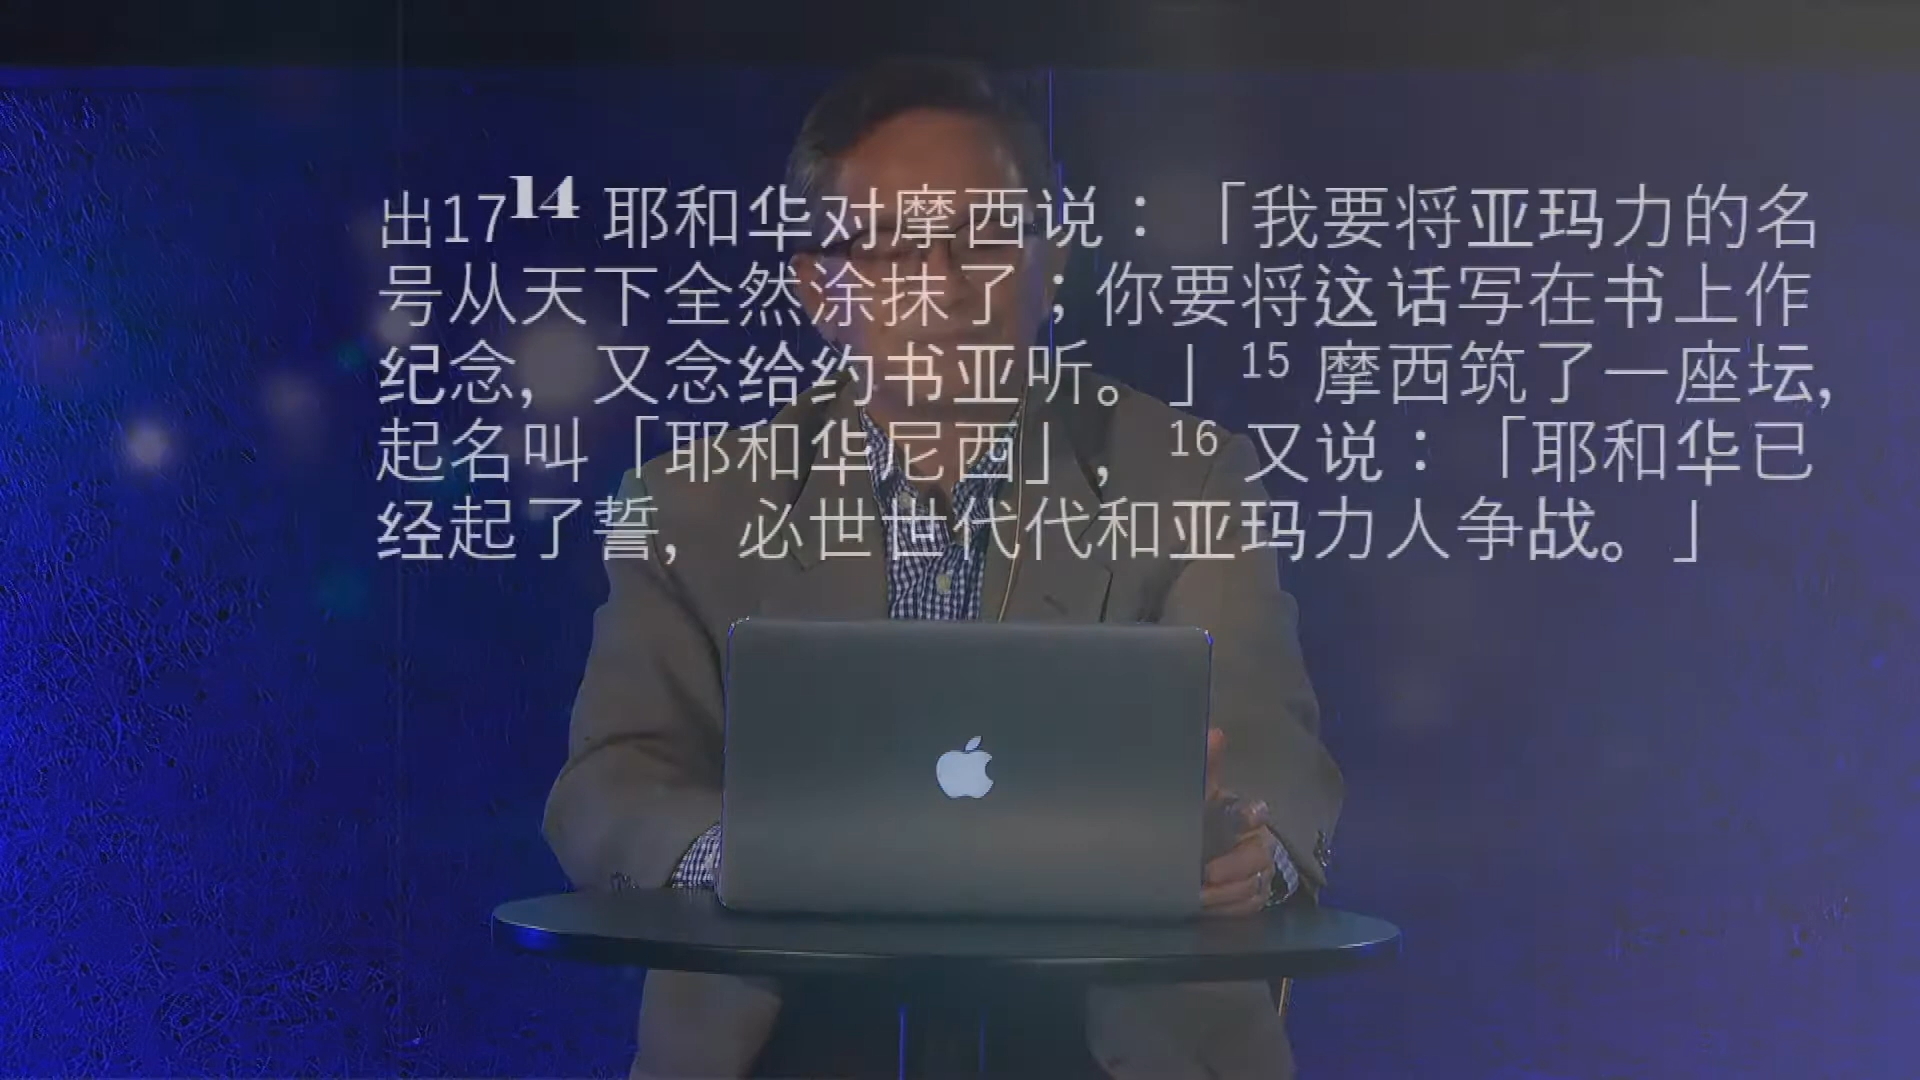 出1714 耶和华对摩西说：「我要将亚玛力的名
号从天下全然涂抹了；你要将这话写在书上作
纪念，又念给约书亚听。」15 摩西筑了一座坛,
起名叫「耶和华尼西」，16 又说：「耶和华已
经起了誓，必世世代代和亚玛力人争战。」